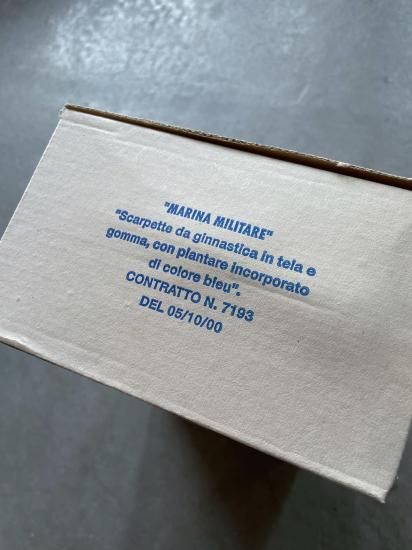 "MARINA MILITARE"
"Scarpette da ginnastica in tela e
gomma, con plantare incorporato
di colore bleu".
CONTRATTO N. 7193
DEL 05/10/00